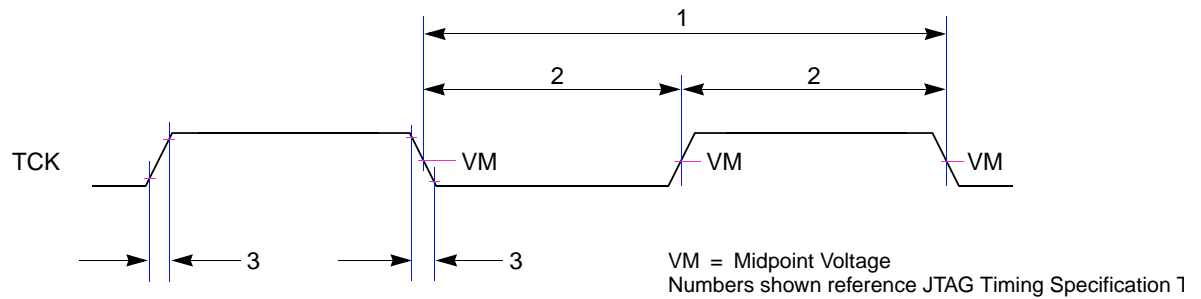 1
2 2
TCK VM VM VM
3 3
VM = Midpoint Voltage
Numbers shown reference JTAG Timing Specification T